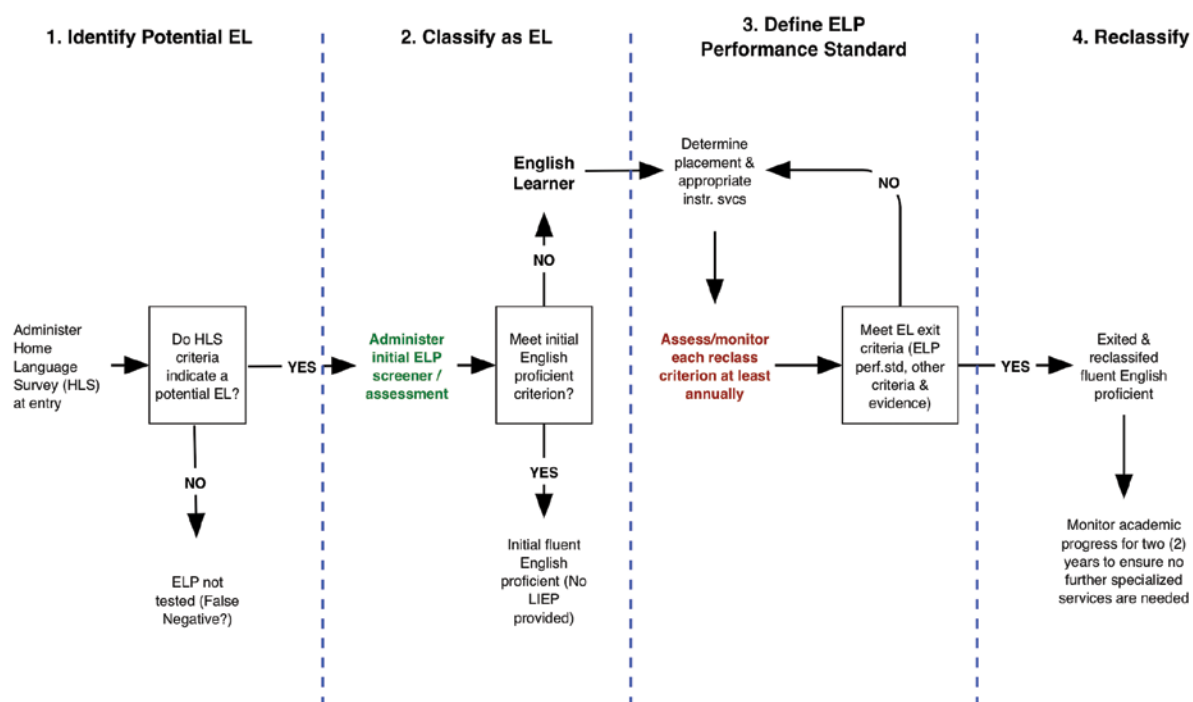 1. Identify Potential EL
2. Classify as EL
3. Define ELP
Performance Standard
4. Reclassify
Administer
Home
Language
Survey (HLS)
at entry
Do HLS
criteria
indicate a
potential EL?
YES
NO
ELP not
tested (False
Negative?)
Administer
initial ELP
screener /
assessment
Meet initial
English
proficient
criterion?
NO
English
Learner
YES
Initial fluent
English
proficient (No
LIEP
provided)
Determine
placement &
appropriate
instr. svcs
Assess/monitor
each reclass
criterion at least
annually
Meet EL exit
criteria (ELP
perf.std, other
criteria &
evidence)
NO
YES
Exited &
reclassifed
fluent English
proficient
Monitor academic
progress for two (2)
years to ensure no
further specialized
services are needed